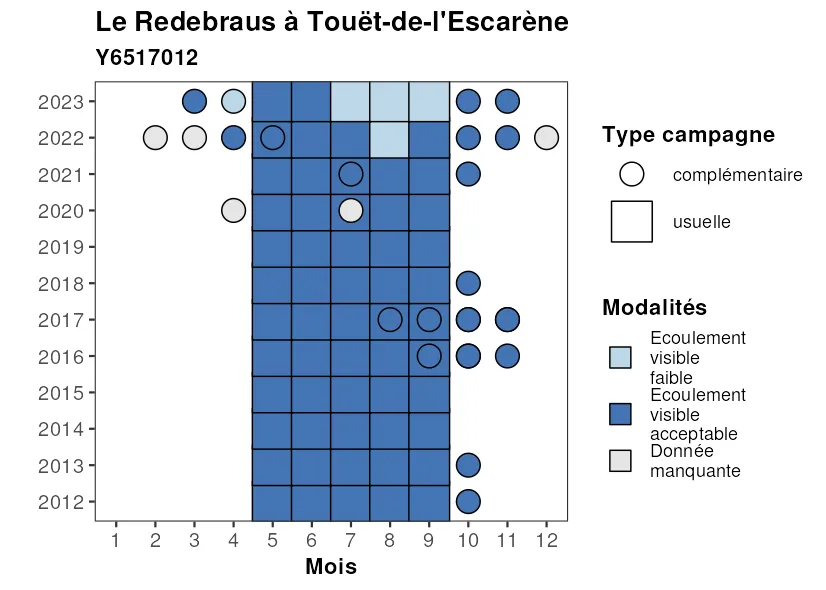 Le Redebraus à Touët-de-l'Escarène
Y6517012
2023
2022
2021
2020
2019
2018
2017
2016
2015
2014
2013
2012
1 2 3 4 5 6 7 8 9 10 11 12
Mois
Type campagne
complémentaire
usuelle
Modalités
Ecoulement
visible
faible
Ecoulement
visible
acceptable
Donnée
manquante